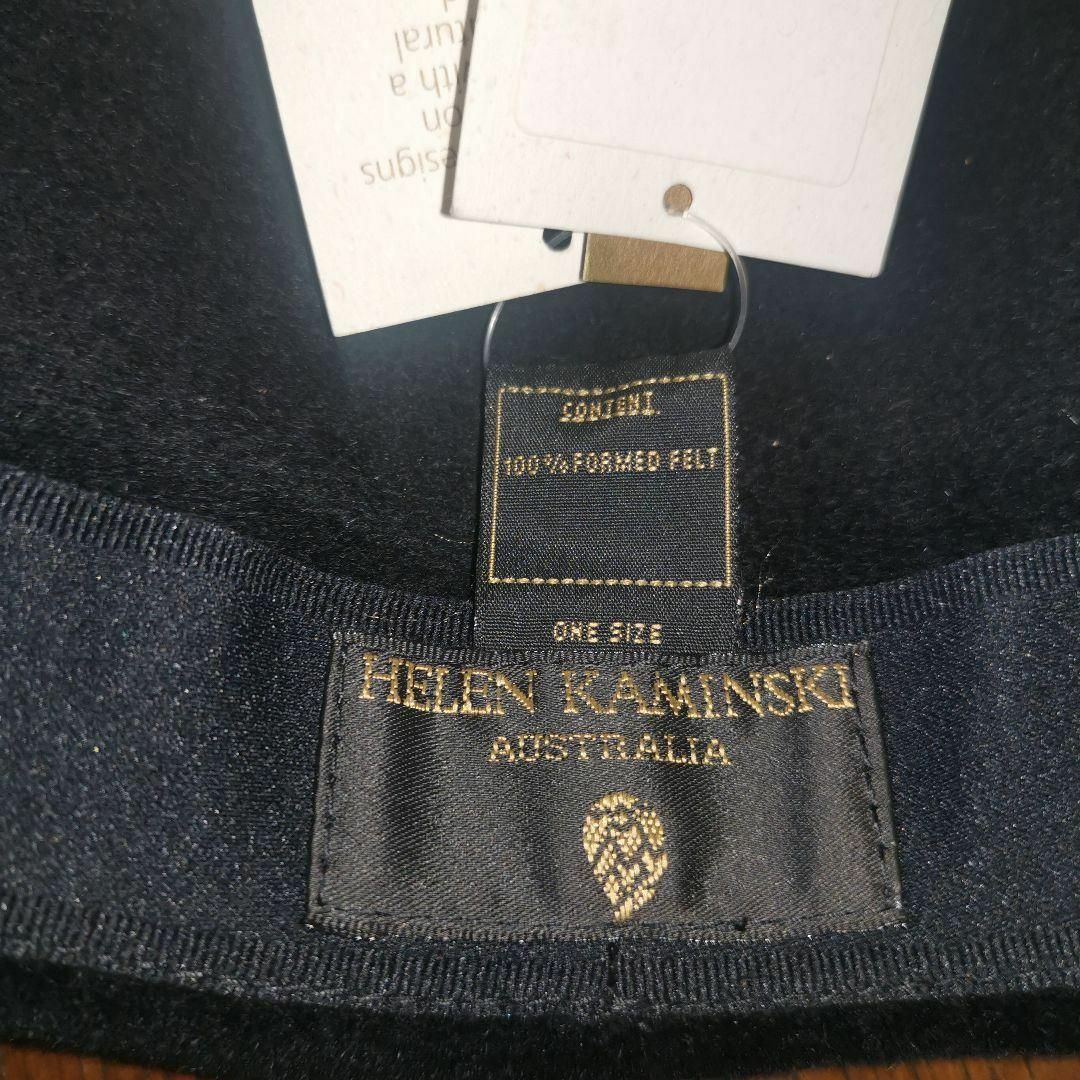 esigns
on
ith a
tural
d
CONTENT
100% FORMED FELT
ONE SIZE
HELEN KAMINSKI
AUSTRALIA